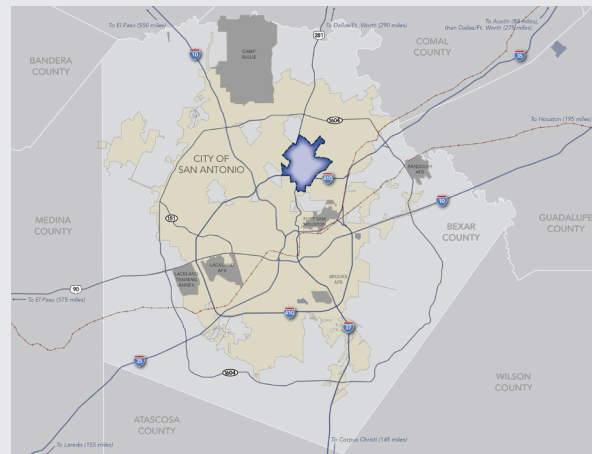 To El Paso (550 miles)
To Dallas/Ft. Worth (290 miles)
To Austin (80 miles),
then Dallas/Ft. Worth (275 miles)
281
COMAL
COUNTY
BANDERA
COUNTY
CAMP
BULLIS
10
35
1604
To Houston (195 miles)
CITY OF
SAN ANTONIO
410
RANDOLPH
AFB
10
MEDINA
COUNTY
151
FORT SAM
HOUSTON
BEXAR
COUNTY
GUADALUPE
COUNTY
LACKLAND
AFB
LACKLAND
TRAINING
ANNEX
BROOKS
AFB
90
To El Paso (575 miles)
410
37
35
1604
WILSON
COUNTY
ATASCOSA
COUNTY
To Laredo (155 miles)
To Corpus Christi (145 miles)